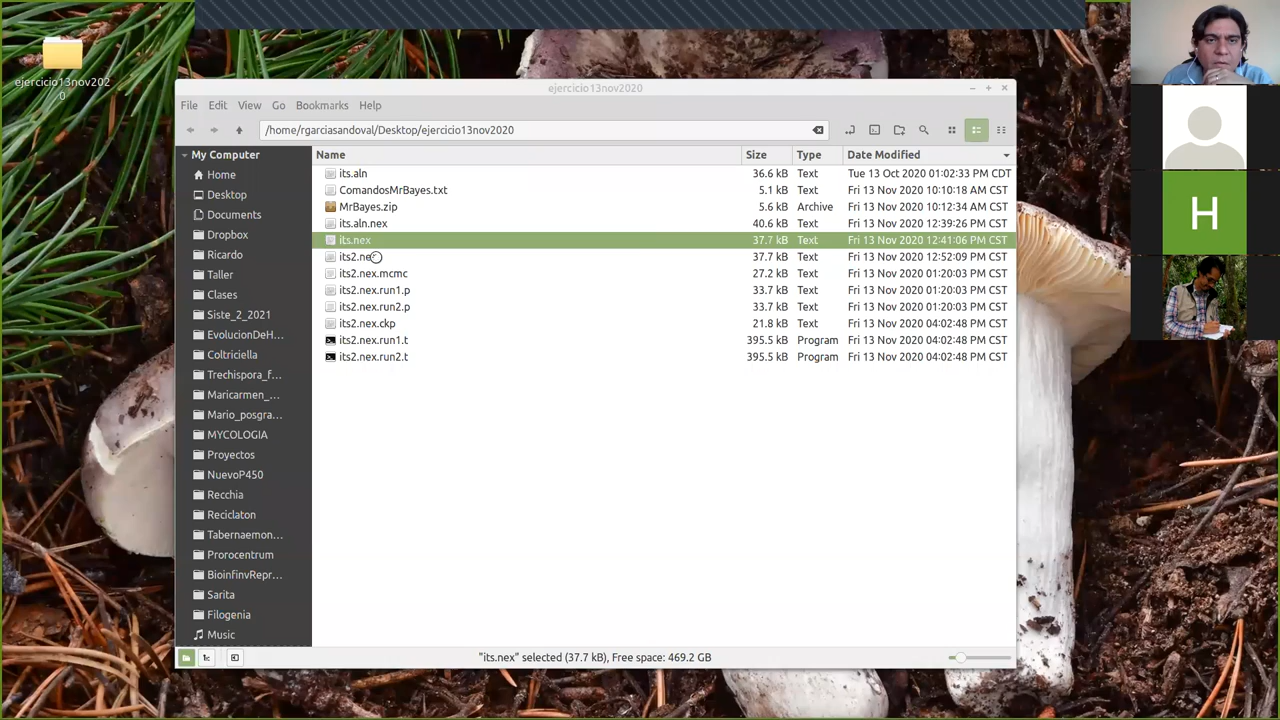 ejercicio13nov202
0
ejercicio13nov2020
File Edit View Go Bookmarks Help
/home/rgarciasandoval/Desktop/ejercicio13nov2020
My Computer
Home
Desktop
Documents
Dropbox
Ricardo
Taller
Clases
Siste_2_2021
EvolucionDeH...
Coltriciella
Trechispora_f...
Maricarmen_...
Mario_posgra...
MYCOLOGIA
Proyectos
NuevoP450
Recchia
Reciclaton
Tabernaemon...
Prorocentrum
BioinfinvRepr...
Sarita
Filogenia
Music
Name Size Type Date Modified
its.aln 36.6 kB Text Tue 13 Oct 2020 01:02:33 PM CDT
ComandosMrBayes.txt 5.1 kB Text Fri 13 Nov 2020 10:10:18 AM CST
MrBayes.zip 5.6 kB Archive Fri 13 Nov 2020 10:12:34 AM CST
its.aln.nex 40.6 kB Text Fri 13 Nov 2020 12:39:26 PM CST
its.nex 37.7 kB Text Fri 13 Nov 2020 12:41:06 PM CST
its2.nex 37.7 kB Text Fri 13 Nov 2020 12:52:09 PM CST
its2.nex.mcmc 27.2 kB Text Fri 13 Nov 2020 01:20:03 PM CST
its2.nex.run1.p 33.7 kB Text Fri 13 Nov 2020 01:20:03 PM CST
its2.nex.run2.p 33.7 kB Text Fri 13 Nov 2020 01:20:03 PM CST
its2.nex.ckp 21.8 kB Text Fri 13 Nov 2020 04:02:48 PM CST
its2.nex.run1.t 395.5 kB Program Fri 13 Nov 2020 04:02:48 PM CST
its2.nex.run2.t 395.5 kB Program Fri 13 Nov 2020 04:02:48 PM CST
"its.nex" selected (37.7 kB), Free space: 469.2 GB
H